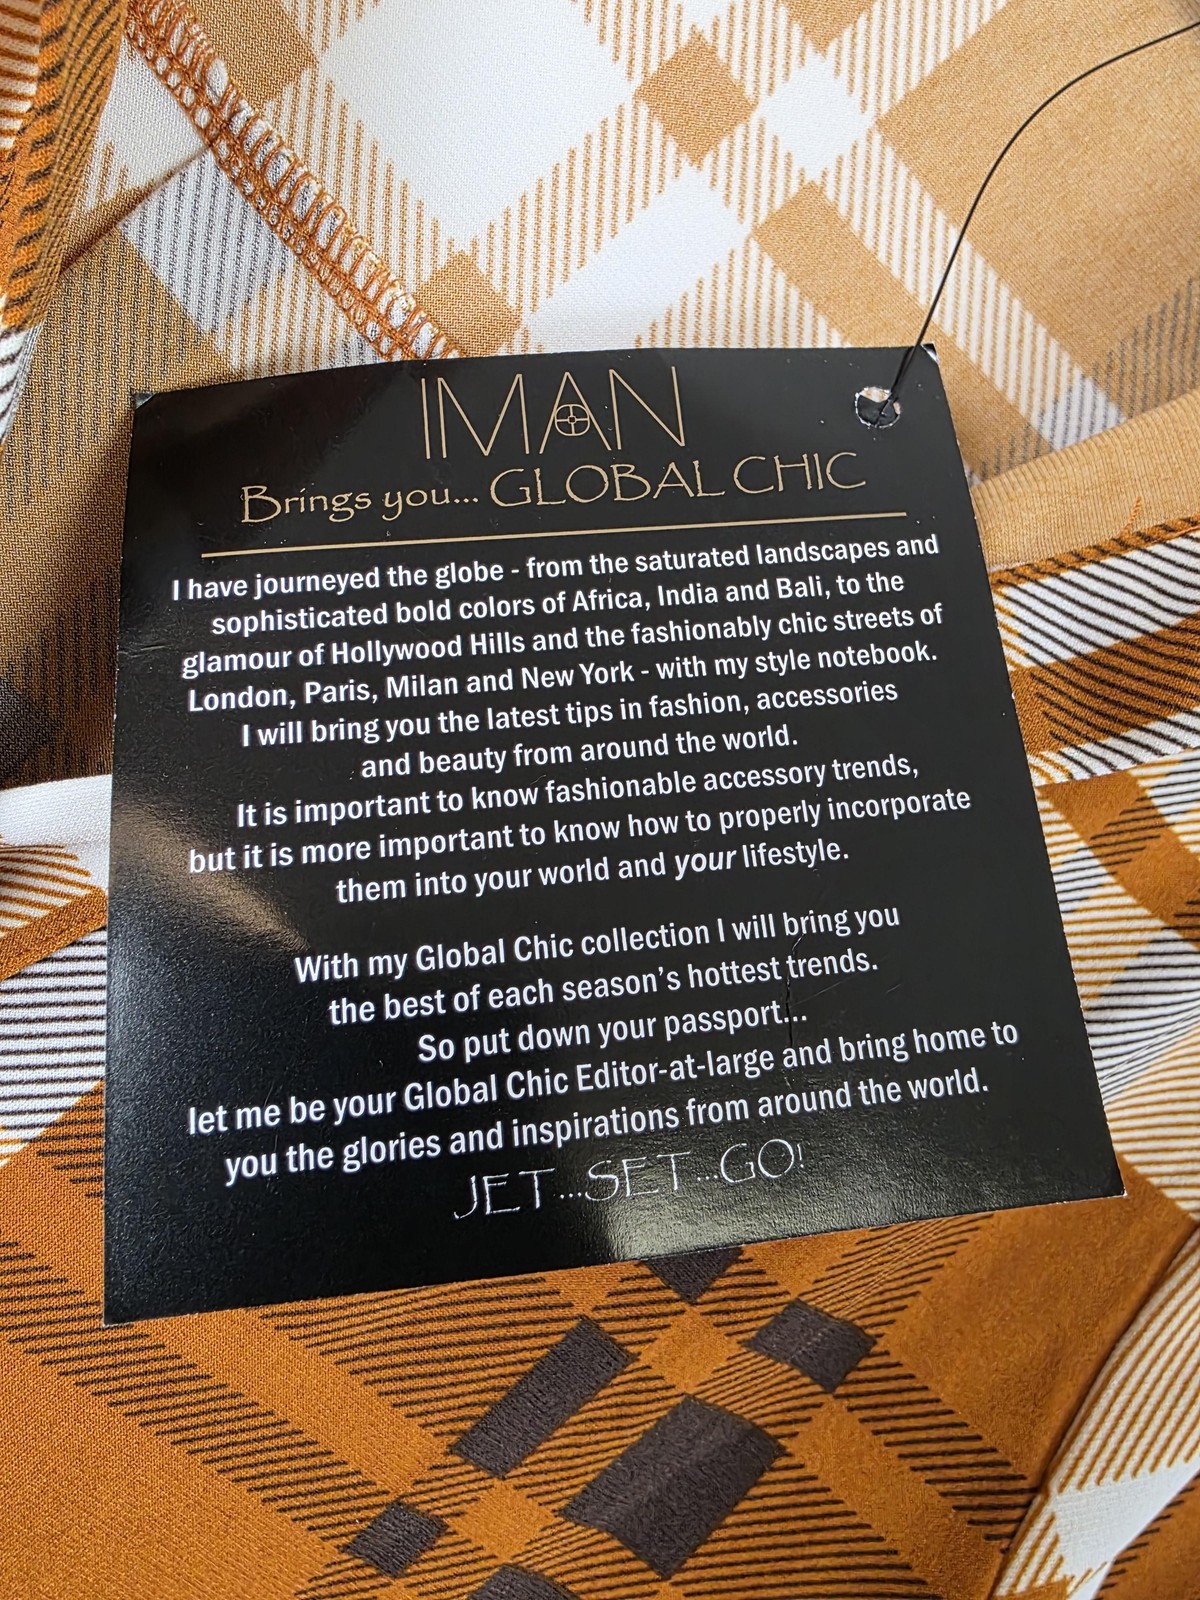 IMAN
Brings you... GLOBAL CHIC
I have journeyed the globe - from the saturated landscapes and
sophisticated bold colors of Africa, India and Bali, to the
glamour of Hollywood Hills and the fashionably chic streets of
London, Paris, Milan and New York - with my style notebook.
I will bring you the latest tips in fashion, accessories
and beauty from around the world.
It is important to know fashionable accessory trends,
but it is more important to know how to properly incorporate
them into your world and your lifestyle.
With my Global Chic collection I will bring you
the best of each season's hottest trends.
So put down your passport...
let me be your Global Chic Editor-at-large and bring home to
you the glories and inspirations from around the world.
JET...SET...GO!